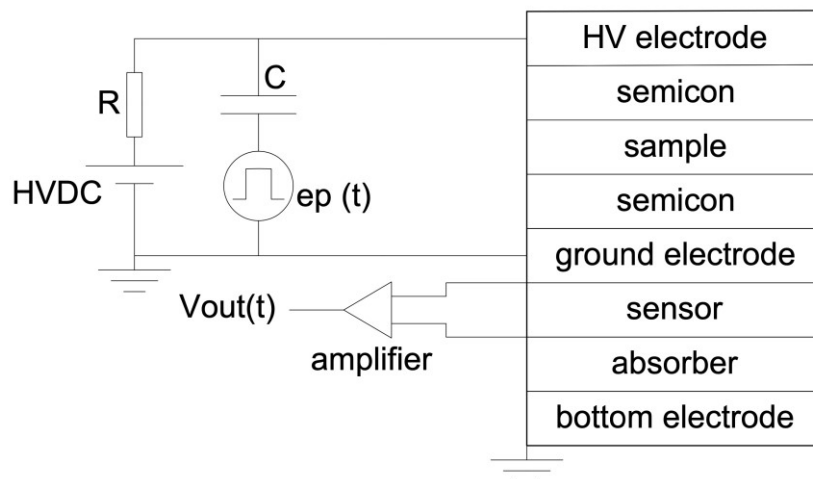 HV electrode
C
semicon
R
sample
HVDC
ep (t)
semicon
ground electrode
Vout(t)
sensor
amplifier
absorber
bottom electrode